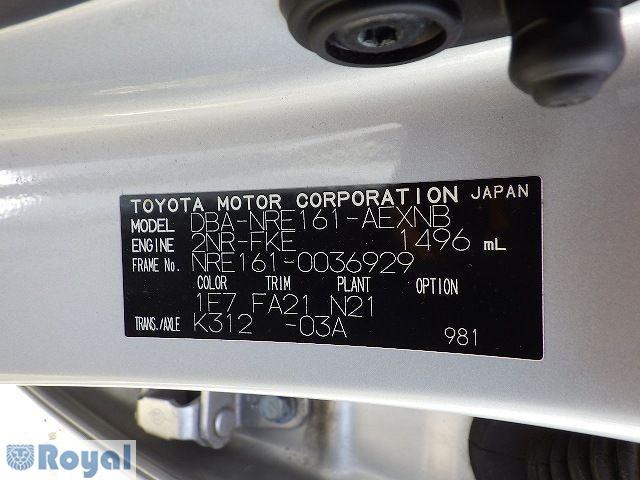 TOYOTA MOTOR CORPORATION JAPAN
MODEL DBA-NRE161-AEXNB
ENGINE 2NR-FKE 1496 mL
FRAME No. NRE161-0036929
COLOR TRIM PLANT OPTION
1F7 FA21 N21
TRANS./AXLE K312 -03A 981
Royal